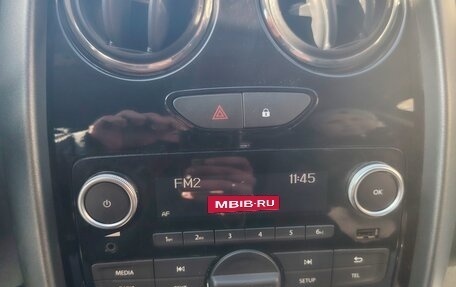 FM2 11:45
MBIB-RU
OK
AF
1 2 3 4 5 6
MEDIA
SETUP TEL